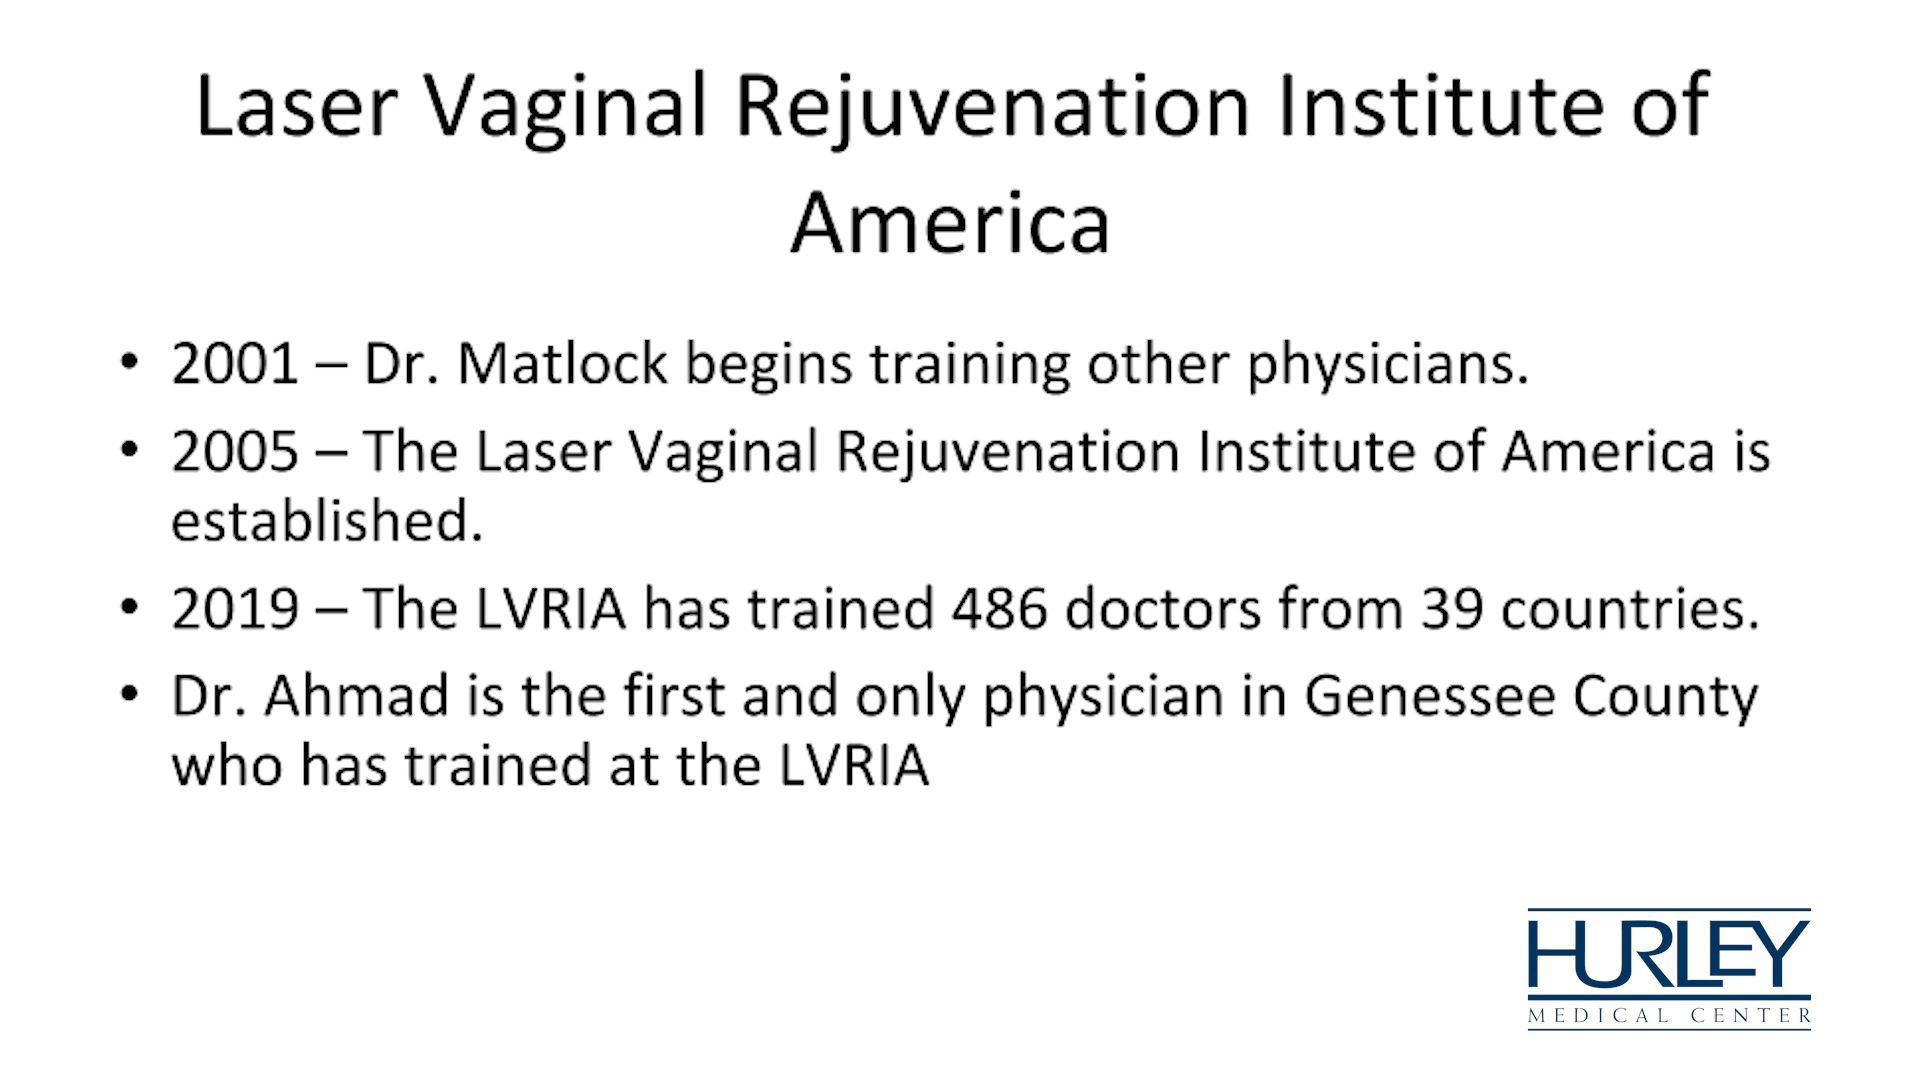 Laser Vaginal Rejuvenation Institute of
America
• 2001 – Dr. Matlock begins training other physicians.
• 2005 – The Laser Vaginal Rejuvenation Institute of America is
established.
• 2019 – The LVRIA has trained 486 doctors from 39 countries.
• Dr. Ahmad is the first and only physician in Genessee County
who has trained at the LVRIA
HURLEY
MEDICAL CENTER